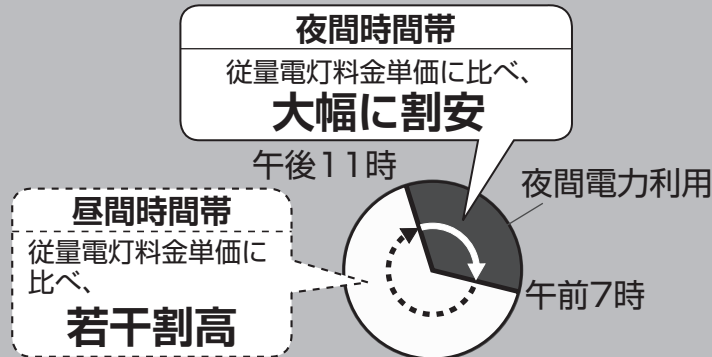 夜間時間帯
従量電灯料金単価に比べ、
大幅に割安
午後11時
夜間電力利用
昼間時間帯
従量電灯料金単価に
比べ、
若干割高
午前7時